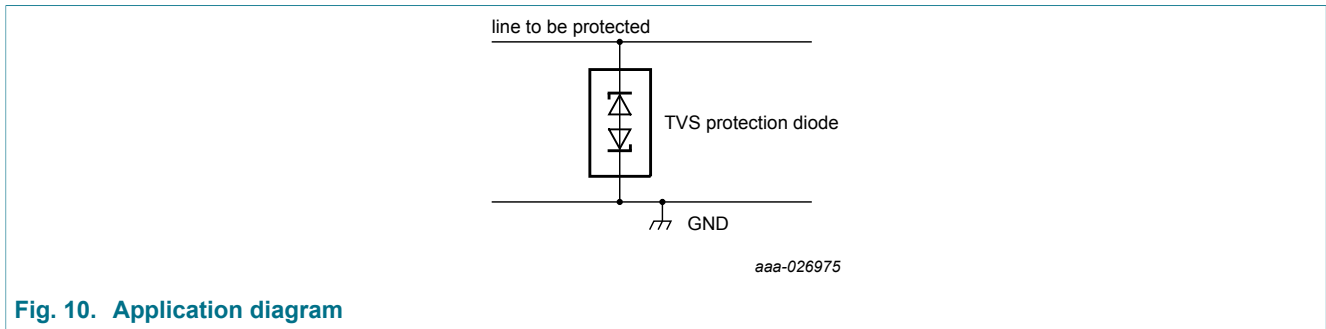 line to be protected
TVS protection diode
GND
aaa-026975
Fig. 10. Application diagram